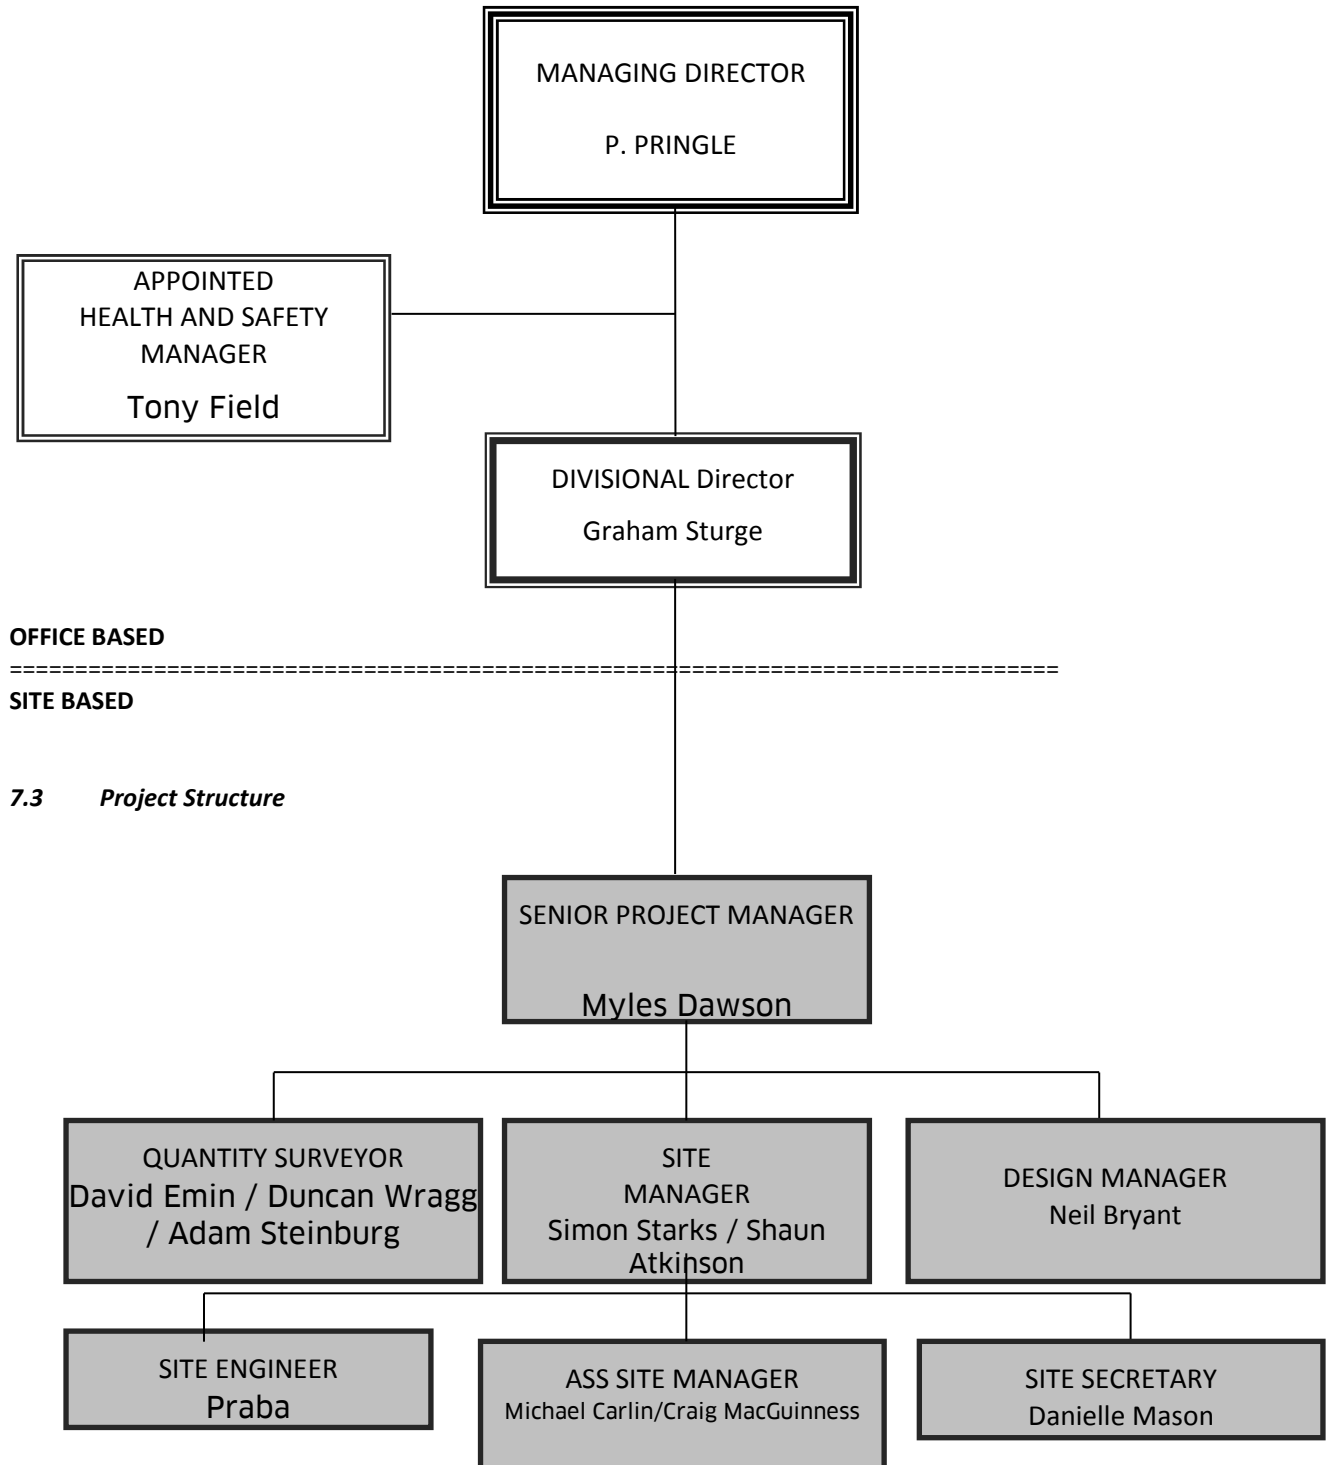 MANAGING DIRECTOR
P. PRINGLE
APPOINTED
HEALTH AND SAFETY
MANAGER
Tony Field
DIVISIONAL Director
Graham Sturge
OFFICE BASED
================================================================================
SITE BASED
7.3 Project Structure
SENIOR PROJECT MANAGER
Myles Dawson
QUANTITY SURVEYOR
David Emin / Duncan Wragg
/ Adam Steinburg
SITE
MANAGER
Simon Starks / Shaun
Atkinson
DESIGN MANAGER
Neil Bryant
SITE ENGINEER
Praba
ASS SITE MANAGER
Michael Carlin/Craig MacGuinness
SITE SECRETARY
Danielle Mason